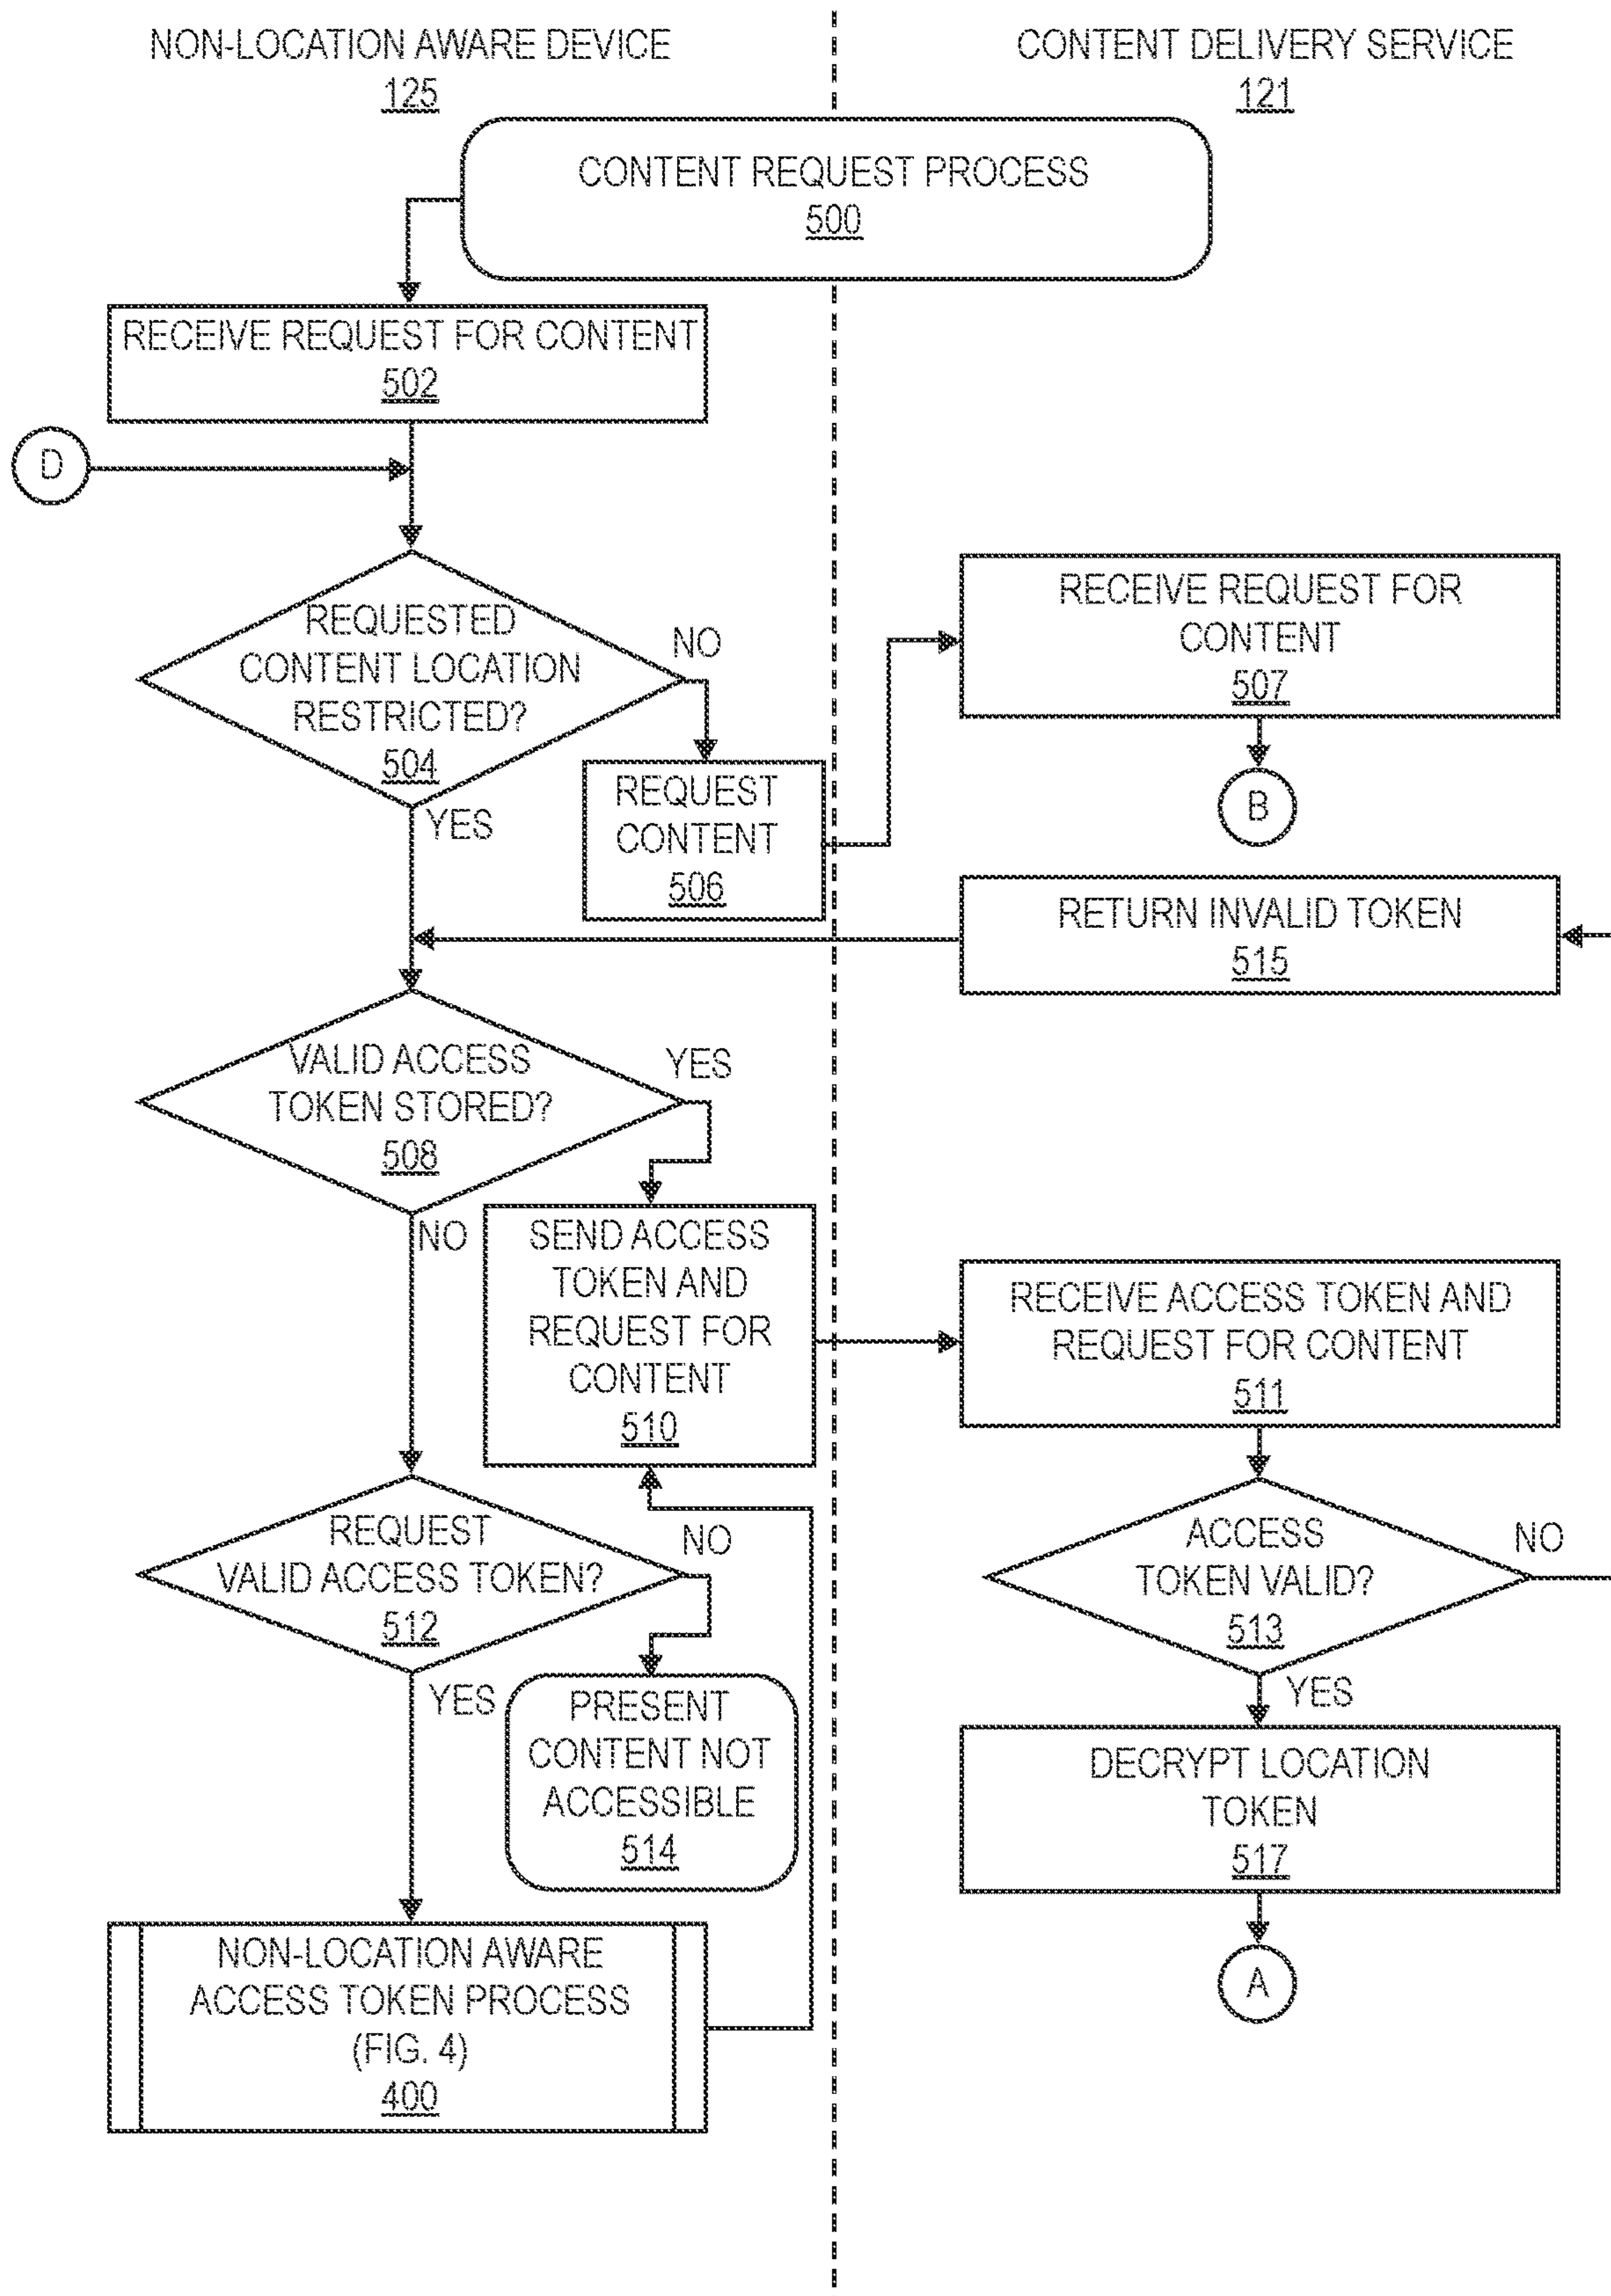 NON-LOCATION AWARE DEVICE
125
CONTENT DELIVERY SERVICE
121
CONTENT REQUEST PROCESS
500
RECEIVE REQUEST FOR CONTENT
502
D
REQUESTED
CONTENT LOCATION
RESTRICTED?
504
NO
YES
REQUEST
CONTENT
506
RECEIVE REQUEST FOR
CONTENT
507
B
RETURN INVALID TOKEN
515
VALID ACCESS
TOKEN STORED?
508
YES
NO
SEND ACCESS
TOKEN AND
REQUEST FOR
CONTENT
510
RECEIVE ACCESS TOKEN AND
REQUEST FOR CONTENT
511
REQUEST
VALID ACCESS TOKEN?
512
NO
YES
ACCESS
TOKEN VALID?
513
NO
YES
PRESENT
CONTENT NOT
ACCESSIBLE
514
DECRYPT LOCATION
TOKEN
517
A
NON-LOCATION AWARE
ACCESS TOKEN PROCESS
(FIG. 4)
400